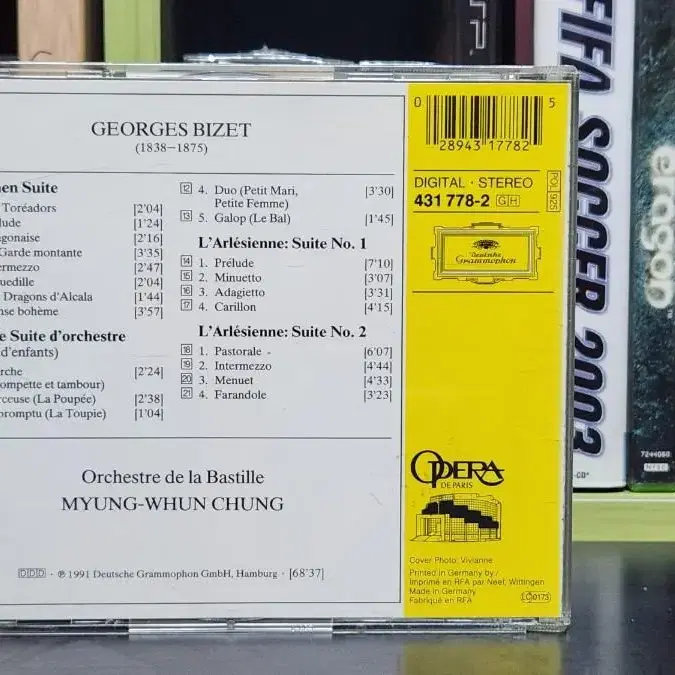 GEORGES BIZET
(1838–1875)
en Suite
Toréadors [2'04]
lude [1'24]
agonaise [2'16]
Garde montante [3'35]
ermezzo [2'47]
uedille [2'04]
Dragons d'Alcala [1'44]
nse bohème [3'57]
e Suite d'orchestre
d'enfants)
arche [2'24]
ompette et tambour)
rceuse (La Poupée) [2'38]
promptu (La Toupie) [1'04]
12 4. Duo (Petit Mari, [3'30]
Petite Femme)
13 5. Galop (Le Bal) [1'45]
L'Arlésienne: Suite No. 1
14 1. Prélude [7'10]
15 2. Minuetto [3'07]
16 3. Adagietto [3'31]
17 4. Carillon [4'15]
L'Arlésienne: Suite No. 2
18 1. Pastorale [6'07]
19 2. Intermezzo [4'44]
20 3. Menuet [4'33]
21 4. Farandole [3'23]
Orchestre de la Bastille
MYUNG-WHUN CHUNG
DDD · ℗ 1991 Deutsche Grammophon GmbH, Hamburg · [68'37]
0 5
28943 17782
DIGITAL · STEREO
431 778-2 GH
POL 925
Deutsche
Grammophon
OPERA
DE PARIS
Cover Photo: Vivianne
Printed in Germany by /
Imprimé en RFA par Neef, Wittingen
Made in Germany
Fabriqué en RFA
LC 0173
FIFA SOCCER 2003
-CD
eragon
7244080